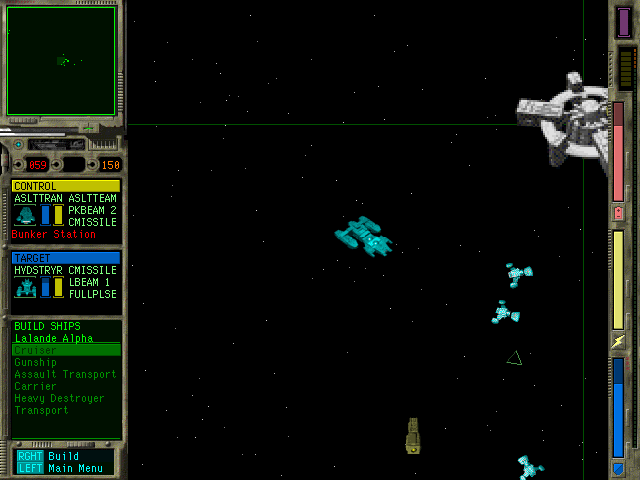 059 150
CONTROL
ASLTTRAN ASLTTEAM
PKBEAM 2
CMISSILE
Bunker Station
TARGET
HVDSTRYR CMISSILE
LBEAM 1
FULLPLSE
BUILD SHIPS
Lalande Alpha
Cruiser
Gunship
Assault Transport
Carrier
Heavy Destroyer
Transport
RGHT Build
LEFT Main Menu